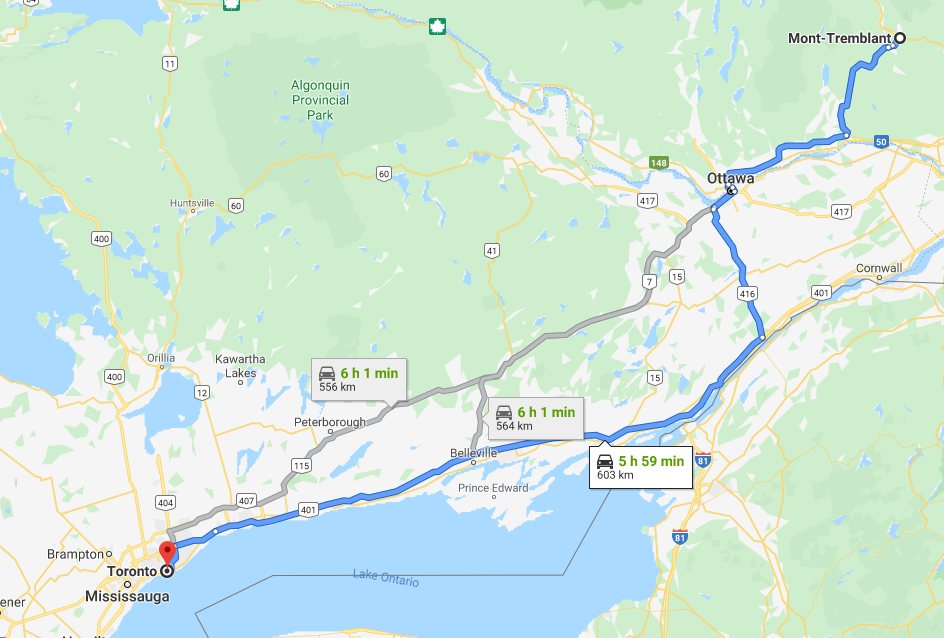 Mont-Tremblant
11
Algonquin
Provincial
Park
50
148
60
Ottawa
417
Huntsville
60
417
400
41
Cornwall
7
15
416
401
Orillia
Kawartha
Lakes
6 h 1 min
556 km
400
12
15
6 h 1 min
564 km
Peterborough
Belleville
5 h 59 min
603 km
81
115
Prince Edward
404
407
401
81
Brampton
Toronto
Lake Ontario
Mississauga
ener